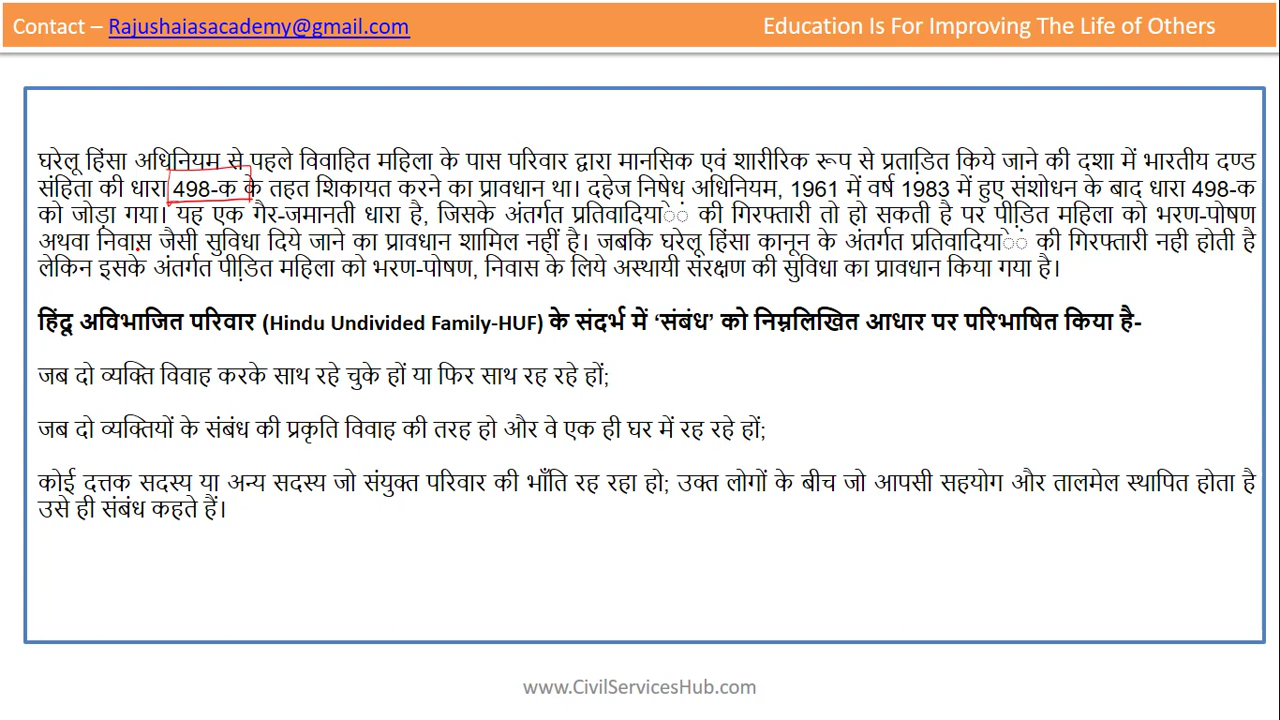 Contact – Rajushaiasacademy@gmail.com
Education Is For Improving The Life of Others
घरेलू हिंसा अधिनियम से पहले विवाहित महिला के पास परिवार द्वारा मानसिक एवं शारीरिक रूप से प्रताड़ित किये जाने की दशा में भारतीय दण्ड
संहिता की धारा 498-क के तहत शिकायत करने का प्रावधान था। दहेज निषेध अधिनियम, 1961 में वर्ष 1983 में हुए संशोधन के बाद धारा 498-क
को जोड़ा गया। यह एक गैर-जमानती धारा है, जिसके अंतर्गत प्रतिवादियाे ं की गिरफ्तारी तो हो सकती है पर पीड़ित महिला को भरण-पोषण
अथवा निवास जैसी सुविधा दिये जाने का प्रावधान शामिल नहीं है। जबकि घरेलू हिंसा कानून के अंतर्गत प्रतिवादियाे ं की गिरफ्तारी नही होती है
लेकिन इसके अंतर्गत पीड़ित महिला को भरण-पोषण, निवास के लिये अस्थायी संरक्षण की सुविधा का प्रावधान किया गया है।
हिंदू अविभाजित परिवार (Hindu Undivided Family-HUF) के संदर्भ में ‘संबंध’ को निम्नलिखित आधार पर परिभाषित किया है-
जब दो व्यक्ति विवाह करके साथ रहे चुके हों या फिर साथ रह रहे हों;
जब दो व्यक्तियों के संबंध की प्रकृति विवाह की तरह हो और वे एक ही घर में रह रहे हों;
कोई दत्तक सदस्य या अन्य सदस्य जो संयुक्त परिवार की भाँति रह रहा हो; उक्त लोगों के बीच जो आपसी सहयोग और तालमेल स्थापित होता है
उसे ही संबंध कहते हैं।
www.CivilServicesHub.com